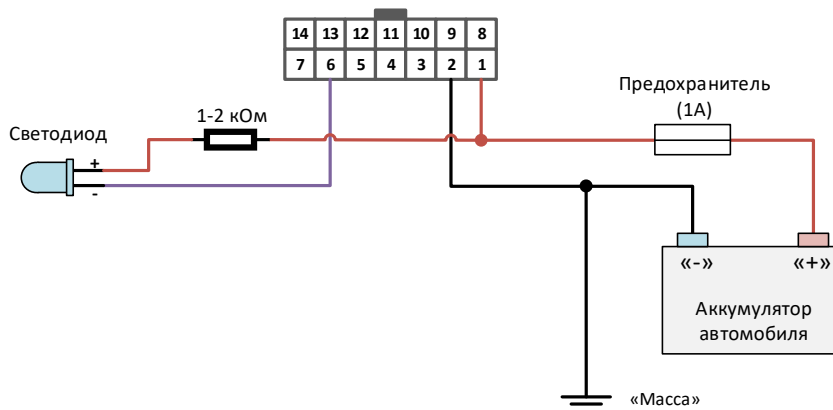 14 13 12 11 10 9 8
7 6 5 4 3 2 1
Предохранитель
(1А)
1-2 кОм
Светодиод
+
-
«-» «+»
Аккумулятор
автомобиля
«Масса»